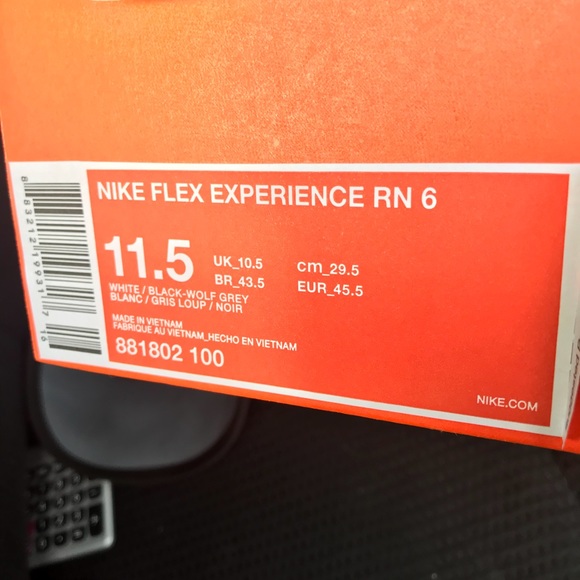 NIKE FLEX EXPERIENCE RN 6
11.5
UK_10.5 cm_29.5
BR_43.5 EUR_45.5
WHITE / BLACK-WOLF GREY
BLANC / GRIS LOUP / NOIR
MADE IN VIETNAM
FABRIQUE AU VIETNAM_HECHO EN VIETNAM
881802 100
NIKE.COM